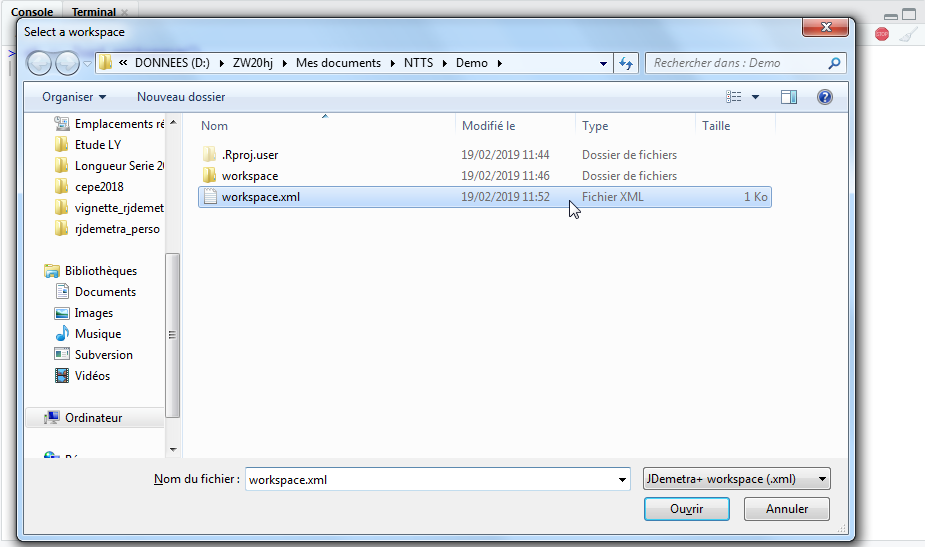 Console Terminal ×
STOP
>
Select a workspace
« DONNEES (D:) ZW20hj Mes documents NTTS Demo
Rechercher dans : Demo
Organiser Nouveau dossier
Nom Modifié le Type Taille
.Rproj.user 19/02/2019 11:44 Dossier de fichiers
workspace 19/02/2019 11:46 Dossier de fichiers
workspace.xml 19/02/2019 11:52 Fichier XML 1 Ko
Emplacements ré
Etude LY
Longueur Serie 2
cepe2018
vignette_rjdemet
rjdemetra_perso
Bibliothèques
Documents
Images
Musique
Subversion
Vidéos
Ordinateur
Nom du fichier : workspace.xml JDemetra+ workspace (.xml)
Ouvrir Annuler